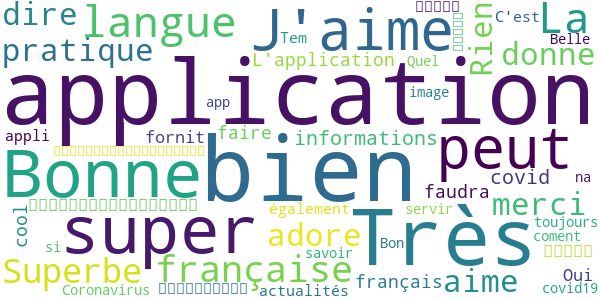 dire
langue
J'aime
C'est
La
Tem
Rien
Belle
pratique
L'application
Quel
donne
application
app
image
appli
fornit
faire
informations
peut
Bonne
bien
covid
na
faudra
merci
cool
super
également
servir
adore
Très
Bon
toujours
coment
si
savoir
Superbe
française
français
aime
Oui
Coronavirus
actualités
covid19